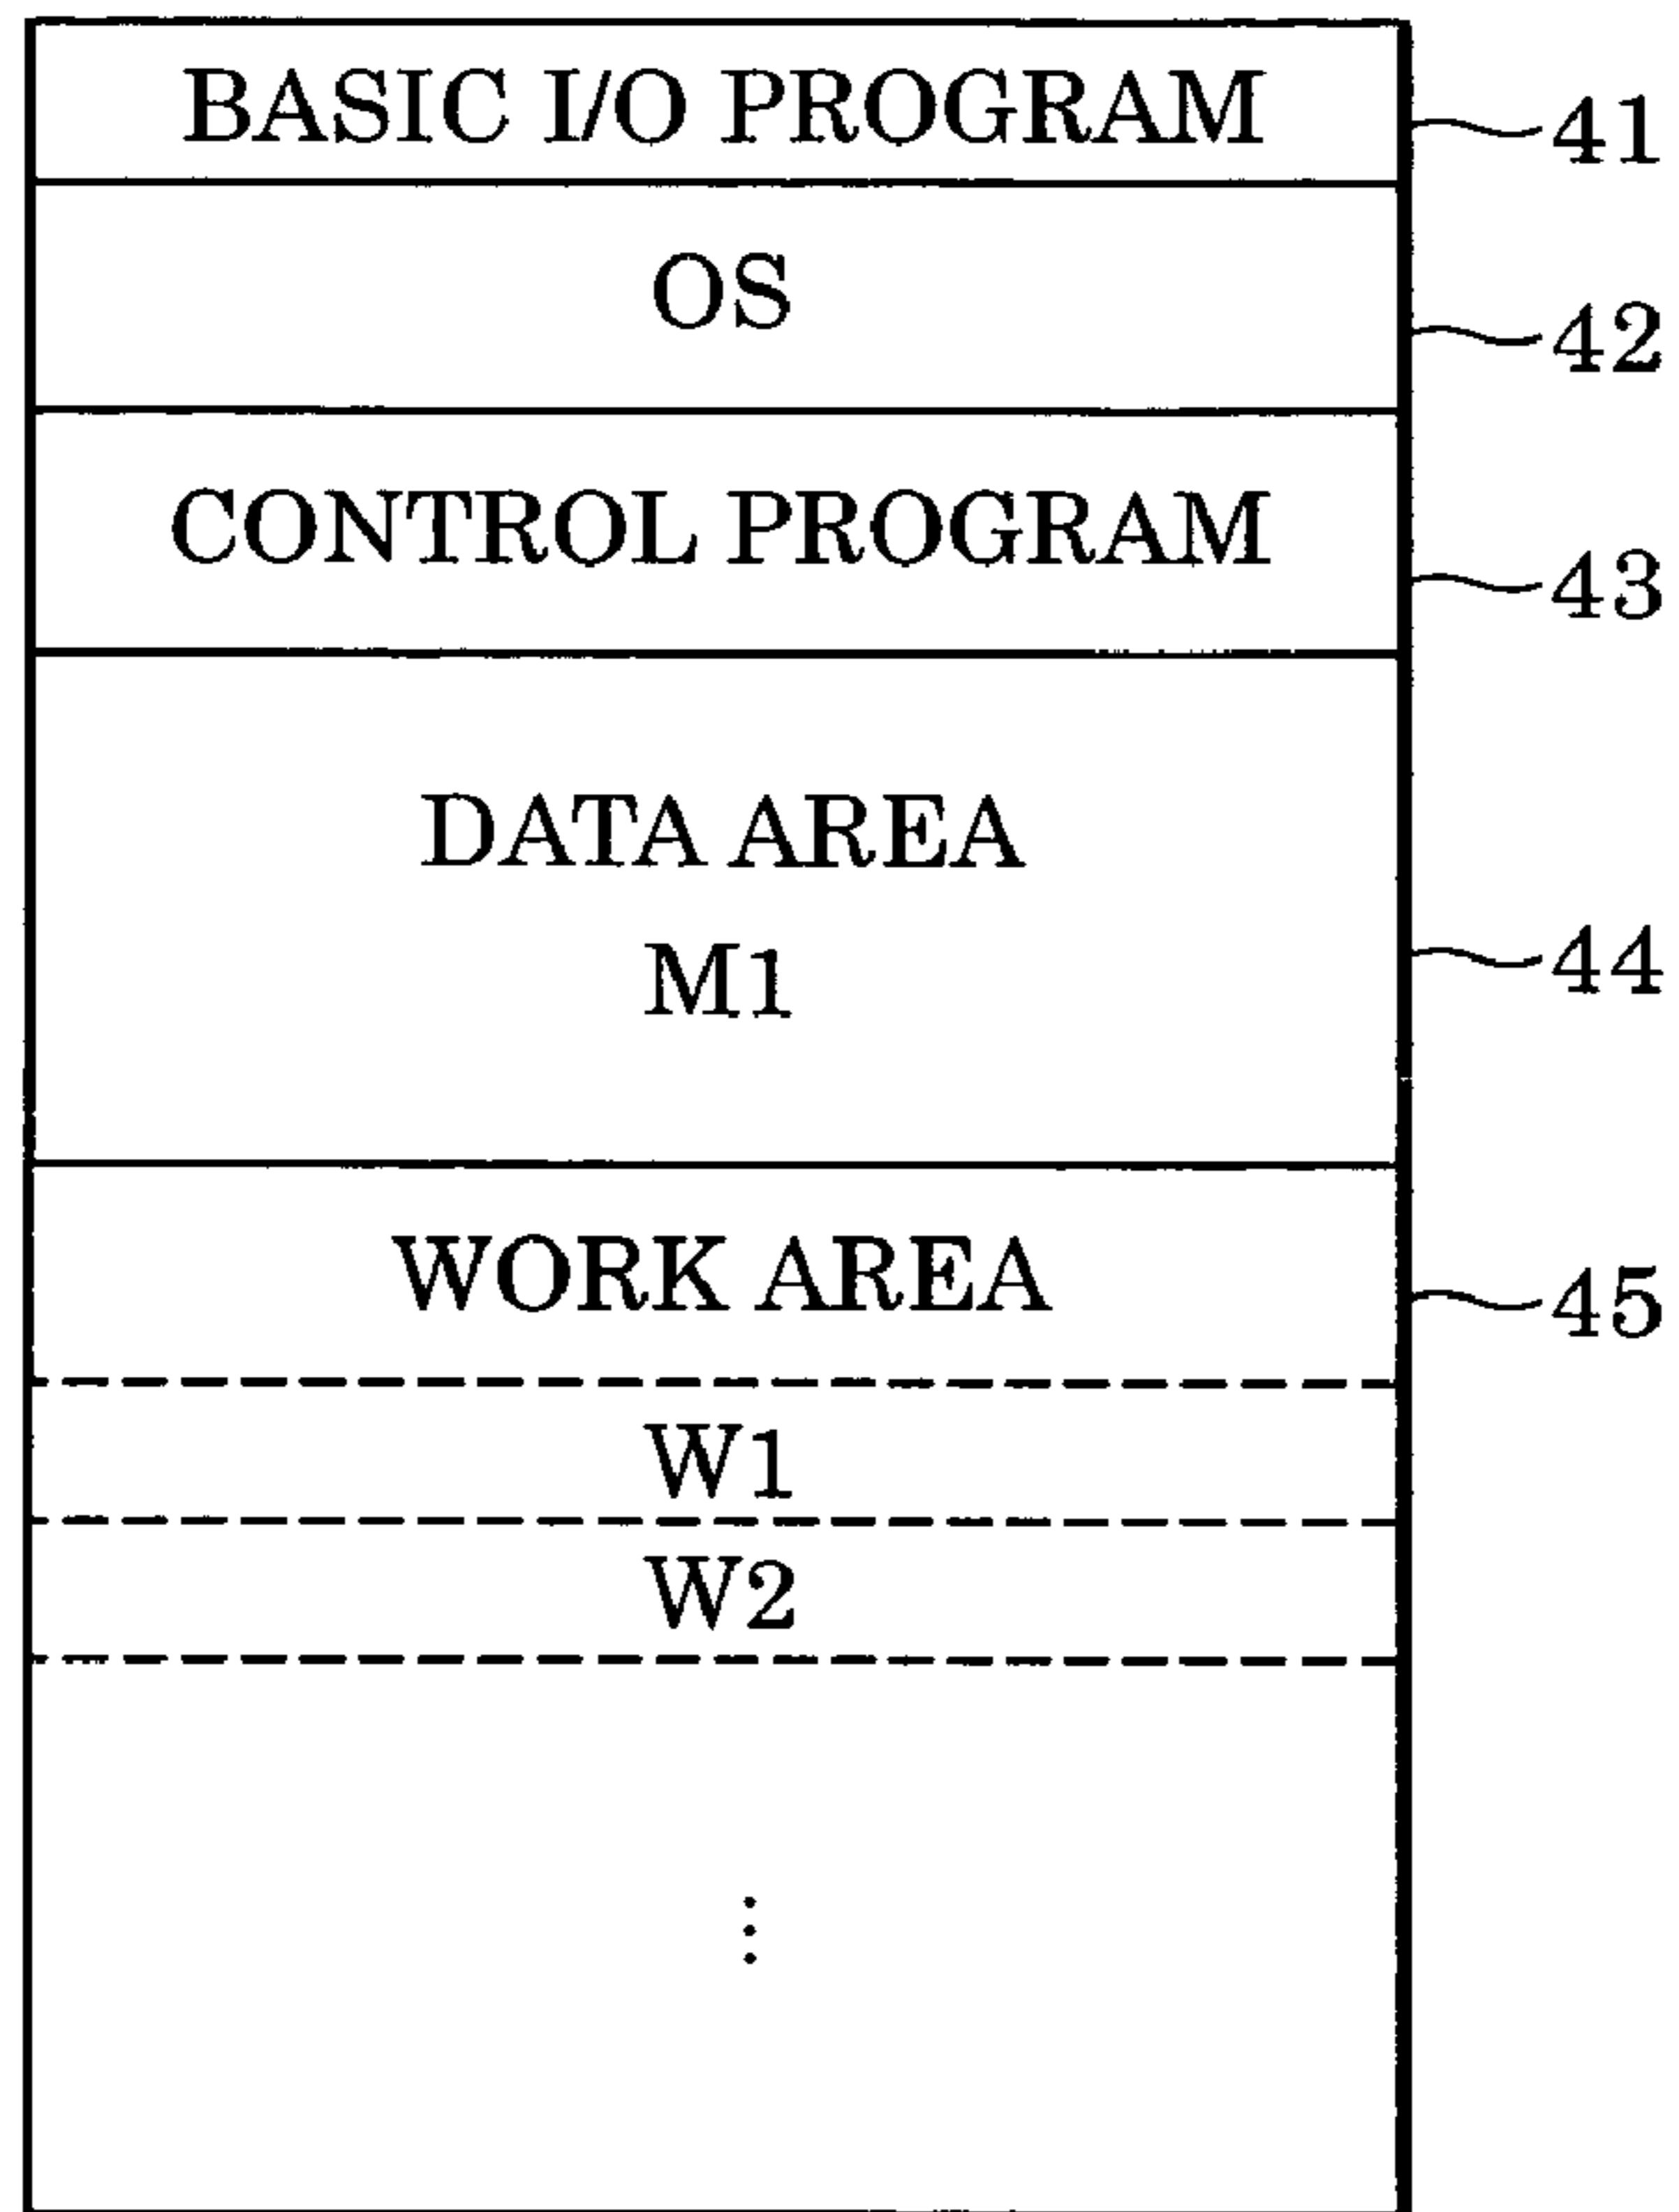 BASIC I/O PROGRAM 41
OS 42
CONTROL PROGRAM 43
DATA AREA
M1 44
WORK AREA 45
W1
W2